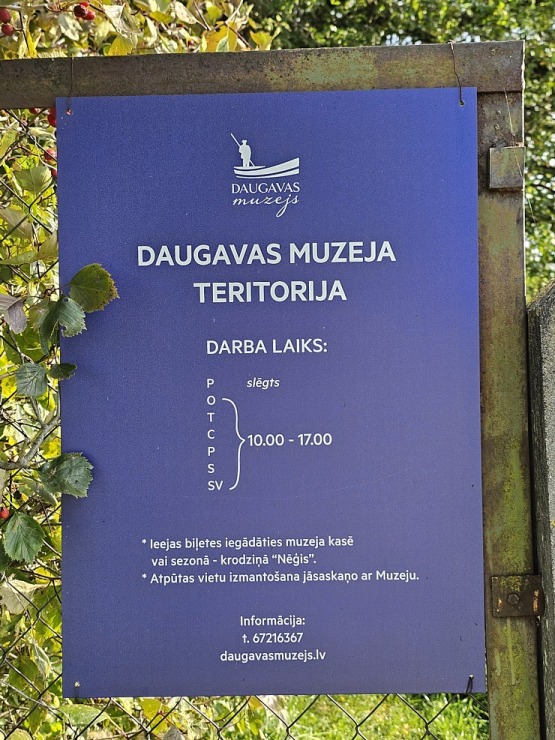 DAUGAVAS
muzejs
DAUGAVAS MUZEJA
TERITORIJA
DARBA LAIKS:
P slēgts
O
T
C 10.00 - 17.00
P
S
SV
* Ieejas biļetes iegādāties muzeja kasē
vai sezonā - krodziņā "Nēģis".
* Atpūtas vietu izmantošana jāsaskaņo ar Muzeju.
Informācija:
t. 67216367
daugavasmuzejs.lv